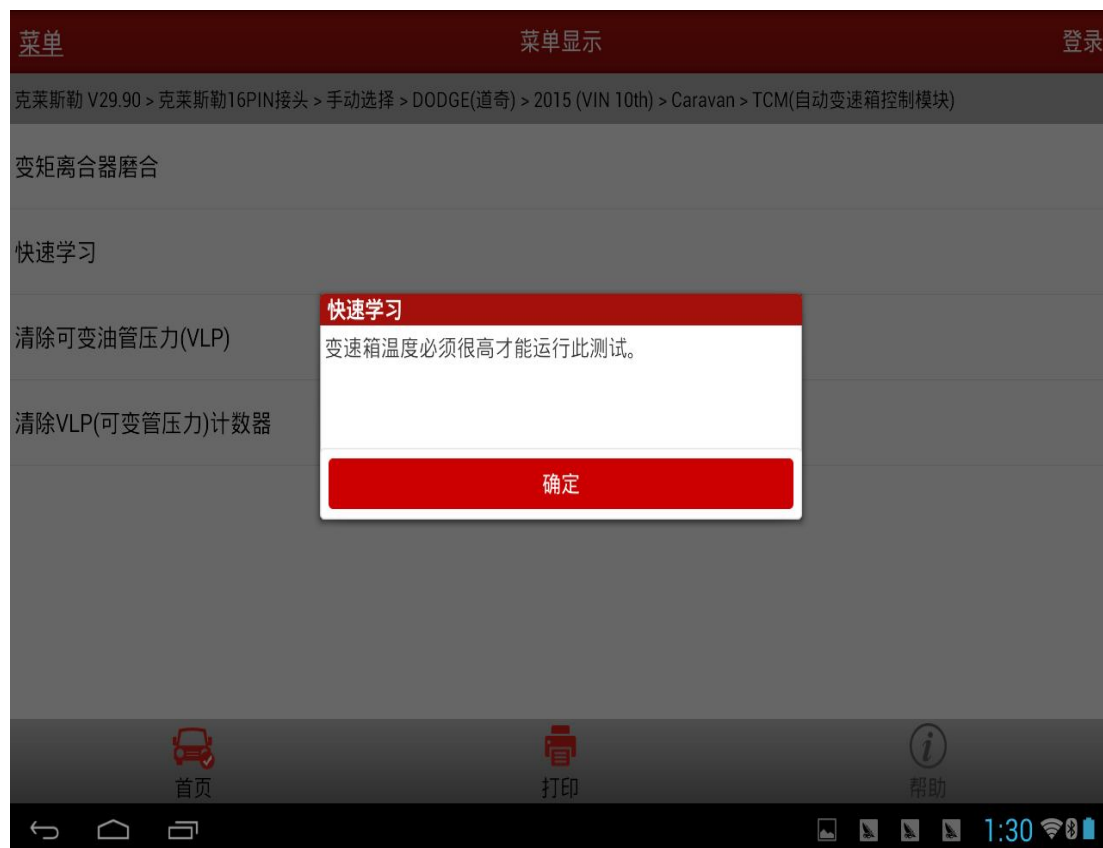 菜单
菜单显示
登录
克莱斯勒 V29.90 > 克莱斯勒16PIN接头 > 手动选择 > DODGE(道奇) > 2015 (VIN 10th) > Caravan > TCM(自动变速箱控制模块)
变矩离合器磨合
快速学习
清除可变油管压力(VLP)
清除VLP(可变管压力)计数器
快速学习
变速箱温度必须很高才能运行此测试。
确定
首页
打印
帮助
1:30